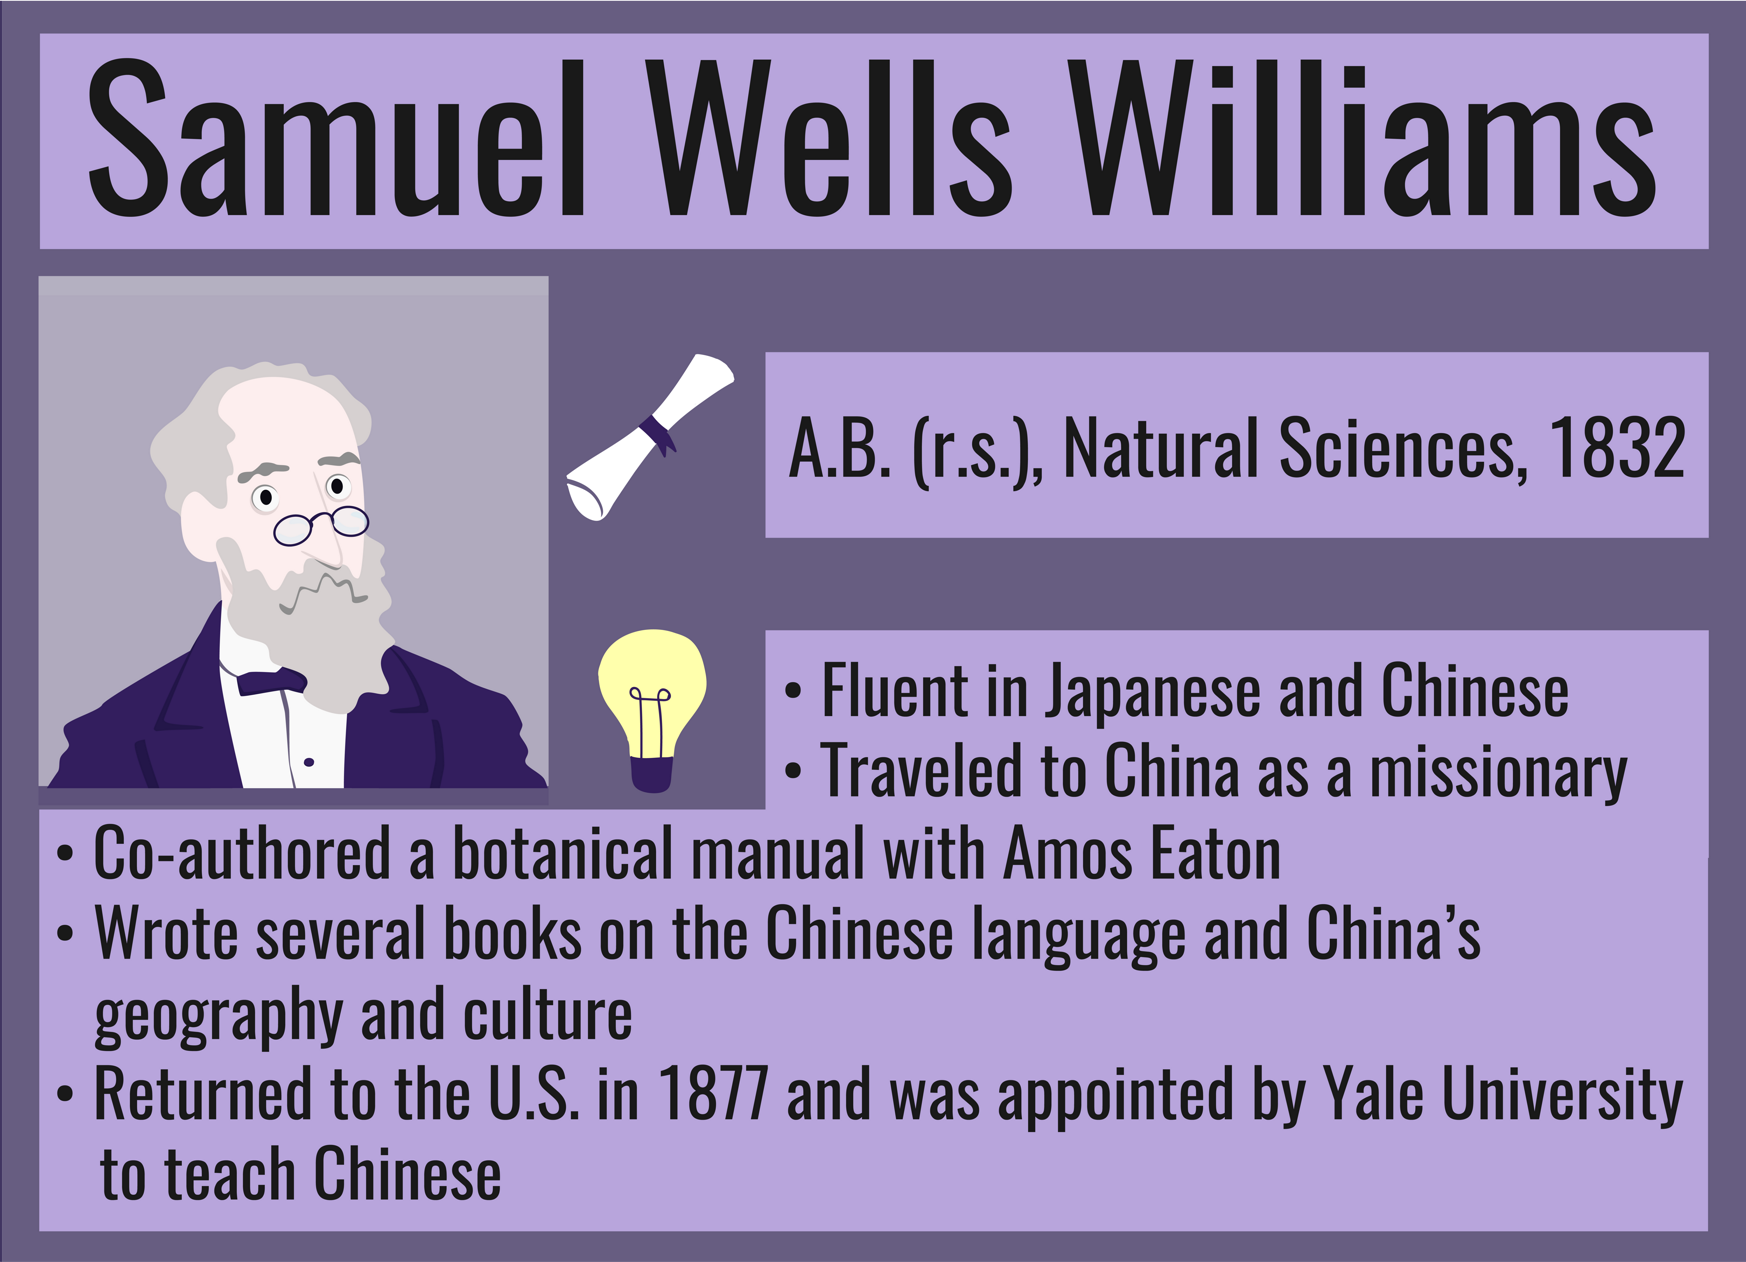 Samuel Wells Williams
A.B. (r.s.), Natural Sciences, 1832
• Fluent in Japanese and Chinese
• Traveled to China as a missionary
• Co-authored a botanical manual with Amos Eaton
• Wrote several books on the Chinese language and China’s
geography and culture
• Returned to the U.S. in 1877 and was appointed by Yale University
to teach Chinese